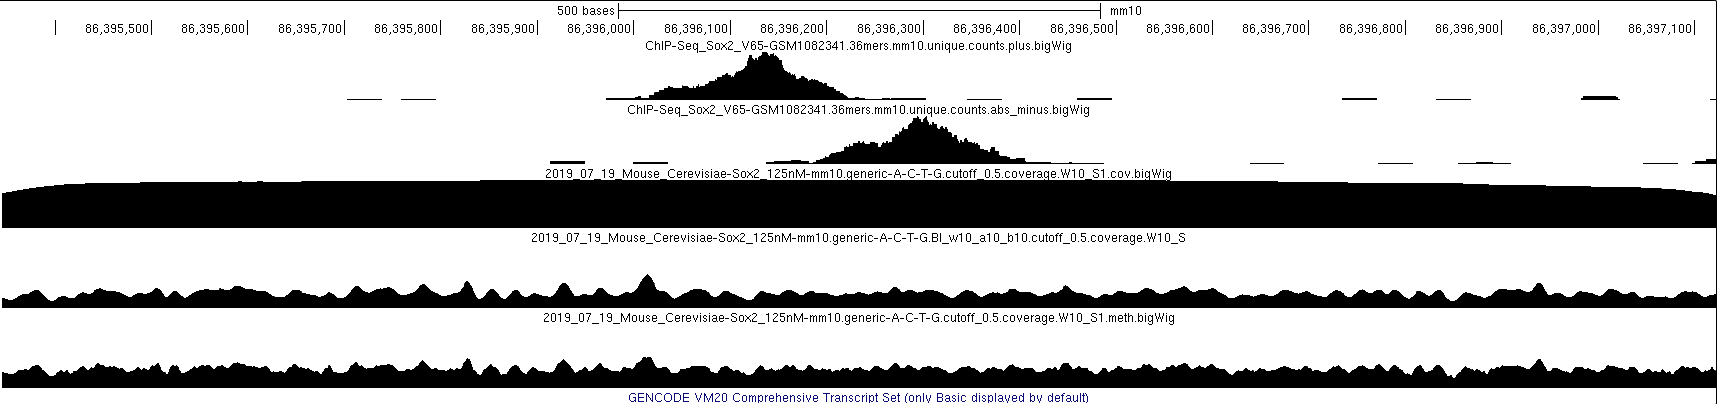 500 bases mm10
86,395,500 86,395,600 86,395,700 86,395,800 86,395,900 86,396,000 86,396,100 86,396,200 86,396,300 86,396,400 86,396,500 86,396,600 86,396,700 86,396,800 86,396,900 86,397,000 86,397,100
ChIP-Seq_Sox2_V65-GSM1082341.36mers.mm10.unique.counts.plus.bigWig
ChIP-Seq_Sox2_V65-GSM1082341.36mers.mm10.unique.counts.abs_minus.bigWig
2019_07_19_Mouse_Cerevisiae-Sox2_125nM-mm10.generic-A-C-T-G.cutoff_0.5.coverage.W10_S1.cov.bigWig
2019_07_19_Mouse_Cerevisiae-Sox2_125nM-mm10.generic-A-C-T-G.BI_w10_a10_b10.cutoff_0.5.coverage.W10_S
2019_07_19_Mouse_Cerevisiae-Sox2_125nM-mm10.generic-A-C-T-G.cutoff_0.5.coverage.W10_S1.meth.bigWig
GENCODE VM20 Comprehensive Transcript Set (only Basic displayed by default)